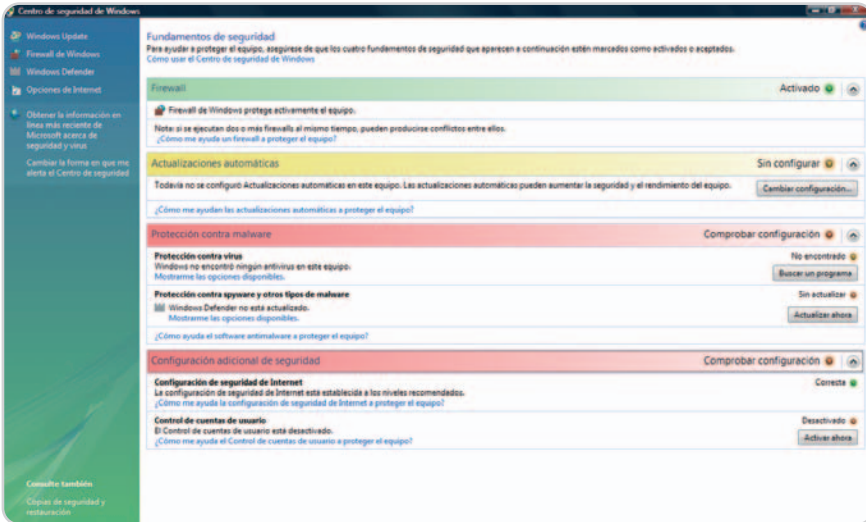 Centro de seguridad de Windows
Windows Update
Firewall de Windows
Windows Defender
Opciones de Internet
Obtener la información en
línea más reciente de
Microsoft acerca de
seguridad y virus
Cambiar la forma en que me
alerta el Centro de seguridad
Consulte también
Copias de seguridad y
restauración
Fundamentos de seguridad
Para ayudar a proteger el equipo, asegúrese de que los cuatro fundamentos de seguridad que aparecen a continuación estén marcados como activados o aceptados.
Cómo usar el Centro de seguridad de Windows
Firewall Activado
Firewall de Windows protege activamente el equipo.
Nota: si se ejecutan dos o más firewalls al mismo tiempo, pueden producirse conflictos entre ellos.
¿Cómo me ayuda un firewall a proteger el equipo?
Actualizaciones automáticas Sin configurar
Todavía no se configuró Actualizaciones automáticas en este equipo. Las actualizaciones automáticas pueden aumentar la seguridad y el rendimiento del equipo.
Cambiar configuración...
¿Cómo me ayudan las actualizaciones automáticas a proteger el equipo?
Protección contra malware Comprobar configuración
Protección contra virus No encontrado
Windows no encontró ningún antivirus en este equipo.
Mostrarme las opciones disponibles. Buscar un programa
Protección contra spyware y otros tipos de malware Sin actualizar
Windows Defender no está actualizado.
Mostrarme las opciones disponibles. Actualizar ahora
¿Cómo ayuda el software antimalware a proteger el equipo?
Configuración adicional de seguridad Comprobar configuración
Configuración de seguridad de Internet Correcta
La configuración de seguridad de Internet está establecida a los niveles recomendados.
¿Cómo me ayuda la configuración de seguridad de Internet a proteger el equipo?
Control de cuentas de usuario Desactivado
El Control de cuentas de usuario está desactivado.
¿Cómo me ayuda el Control de cuentas de usuario a proteger el equipo? Activar ahora